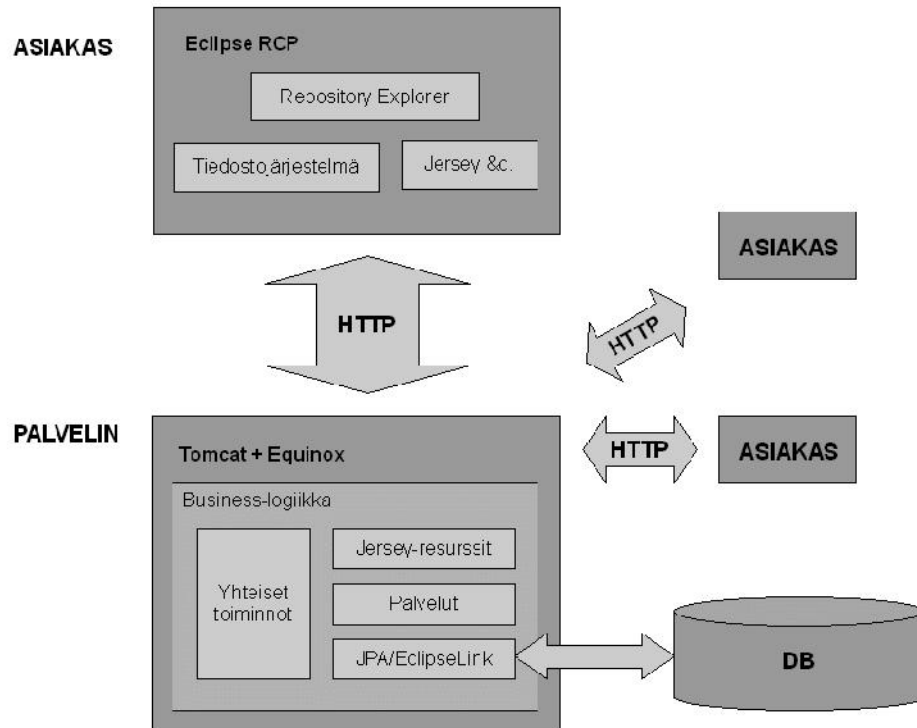 ASIAKAS
Eclipse RCP
Repository Explorer
Tiedostojärjestelmä
Jersey &c.
HTTP
ASIAKAS
HTTP
PALVELIN
Tomcat + Equinox
HTTP
ASIAKAS
Business-logiikka
Yhteiset
toiminnot
Jersey-resurssit
Palvelut
JPA/EclipseLink
DB